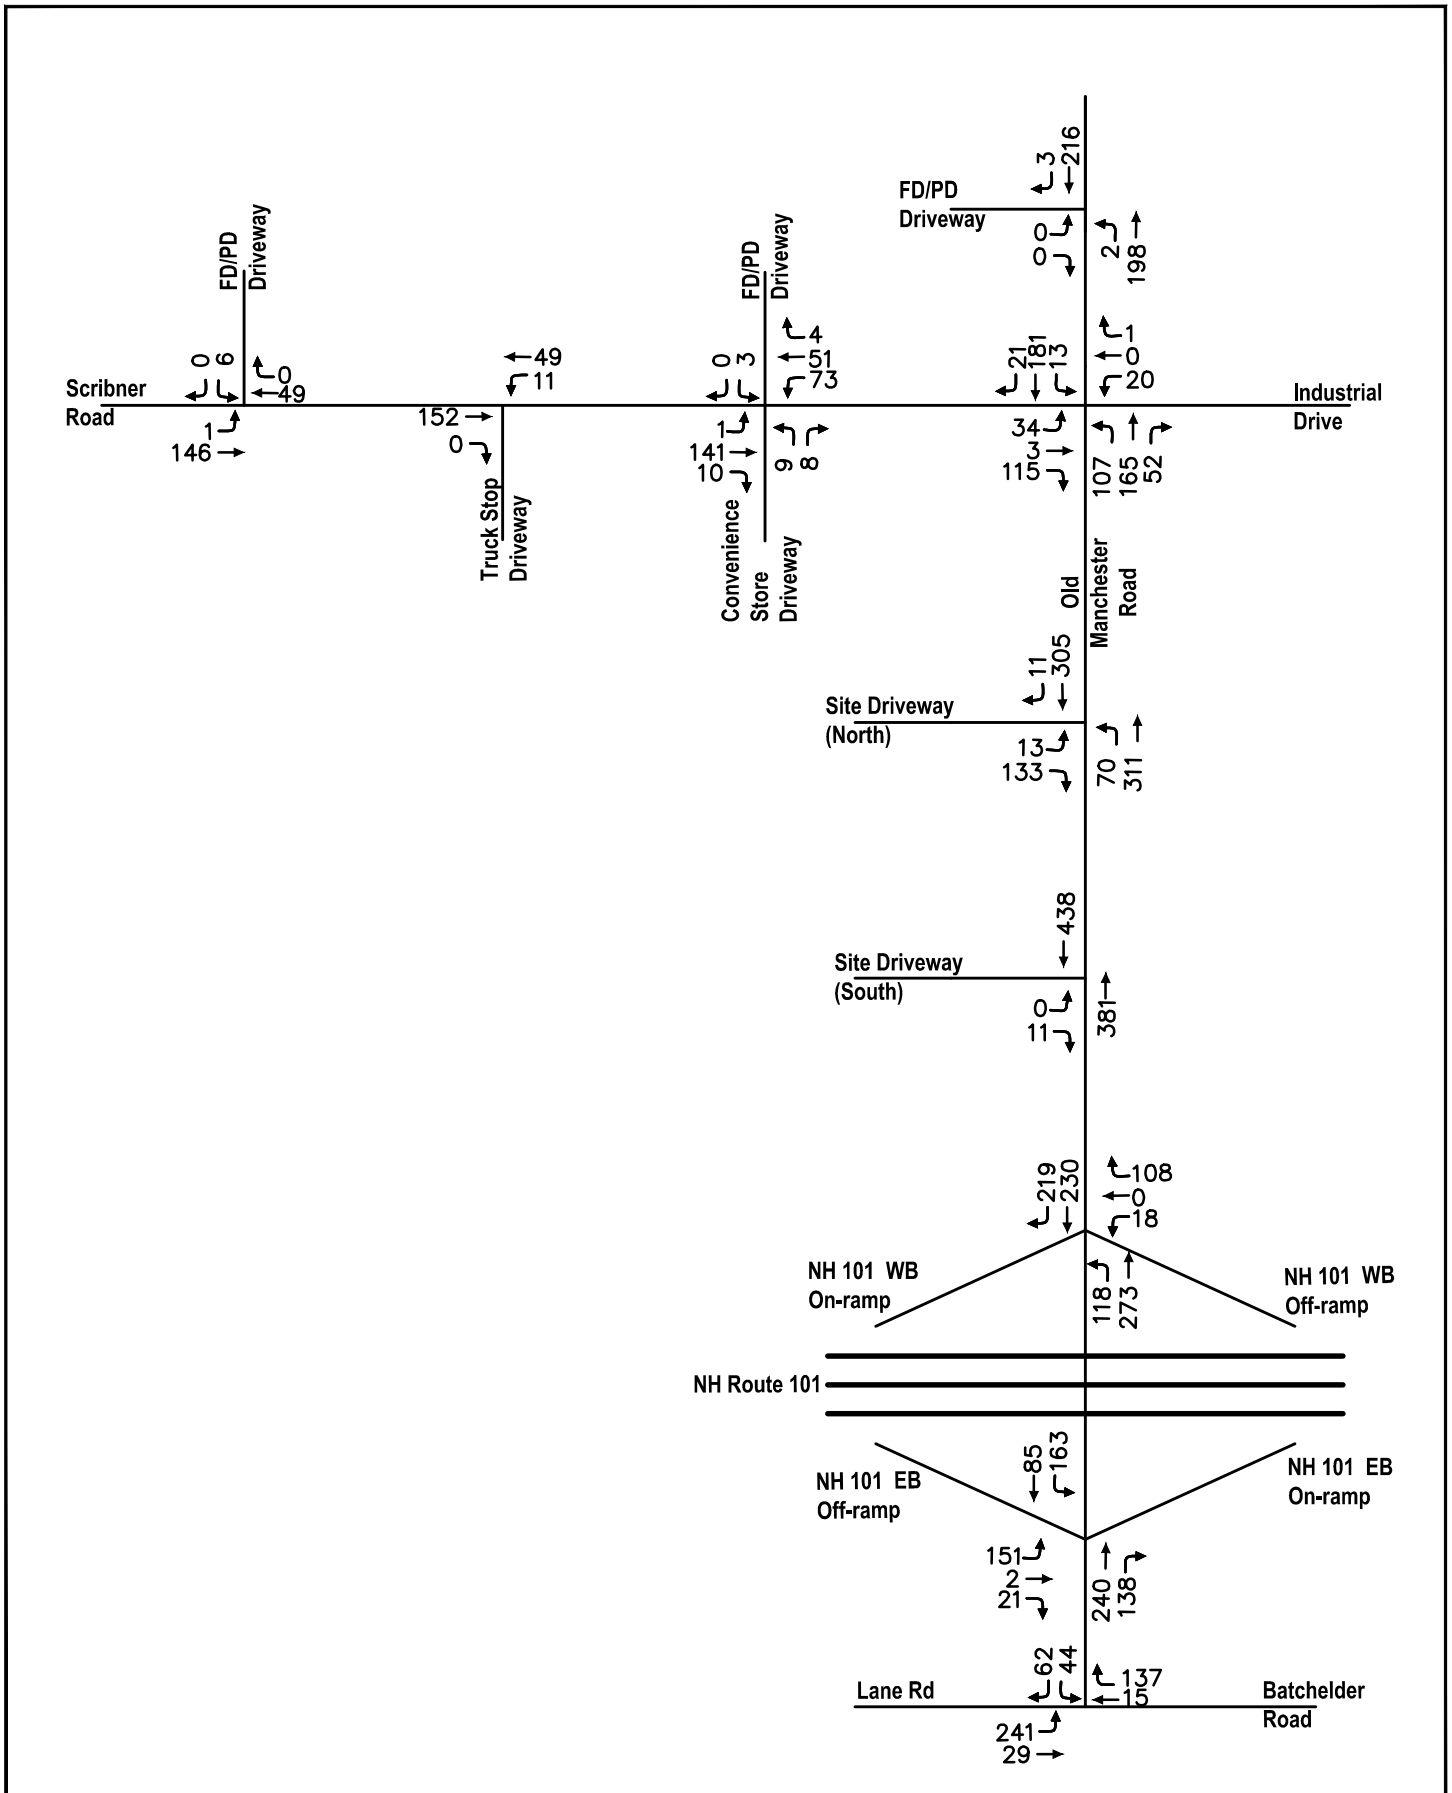 3
216
FD/PD
Driveway
0
0
2
198
FD/PD
Driveway
0
6
0
49
Scribner
Road
1
146
49
11
152
0
Truck Stop
Driveway
FD/PD
Driveway
0
3
4
51
73
1
141
10
9
8
Convenience
Store
Driveway
21
181
13
1
0
20
Industrial
Drive
34
3
115
107
165
52
Old
Manchester
Road
11
305
Site Driveway
(North)
13
133
70
311
438
Site Driveway
(South)
0
11
381
219
230
108
0
18
NH 101 WB
On-ramp
118
273
NH 101 WB
Off-ramp
NH Route 101
85
163
NH 101 EB
Off-ramp
NH 101 EB
On-ramp
151
2
21
240
138
62
44
137
15
Lane Rd
Batchelder
Road
241
29